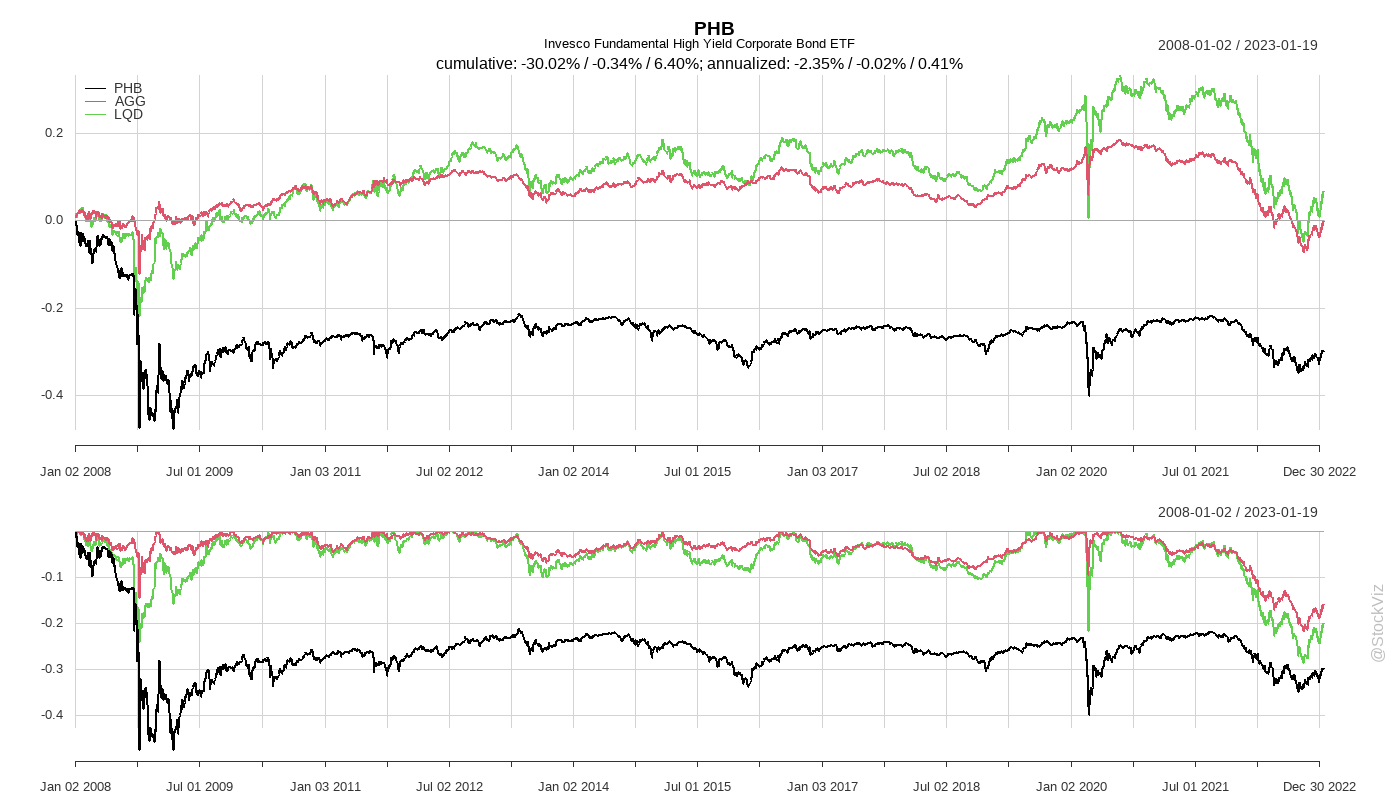 PHB
Invesco Fundamental High Yield Corporate Bond ETF
2008-01-02 / 2023-01-19
cumulative: -30.02% / -0.34% / 6.40%; annualized: -2.35% / -0.02% / 0.41%
PHB
AGG
LQD
0.2
0.0
-0.2
-0.4
Jan 02 2008 Jul 01 2009 Jan 03 2011 Jul 02 2012 Jan 02 2014 Jul 01 2015 Jan 03 2017 Jul 02 2018 Jan 02 2020 Jul 01 2021 Dec 30 2022
2008-01-02 / 2023-01-19
-0.1
-0.2
-0.3
-0.4
Jan 02 2008 Jul 01 2009 Jan 03 2011 Jul 02 2012 Jan 02 2014 Jul 01 2015 Jan 03 2017 Jul 02 2018 Jan 02 2020 Jul 01 2021 Dec 30 2022
@StockViz